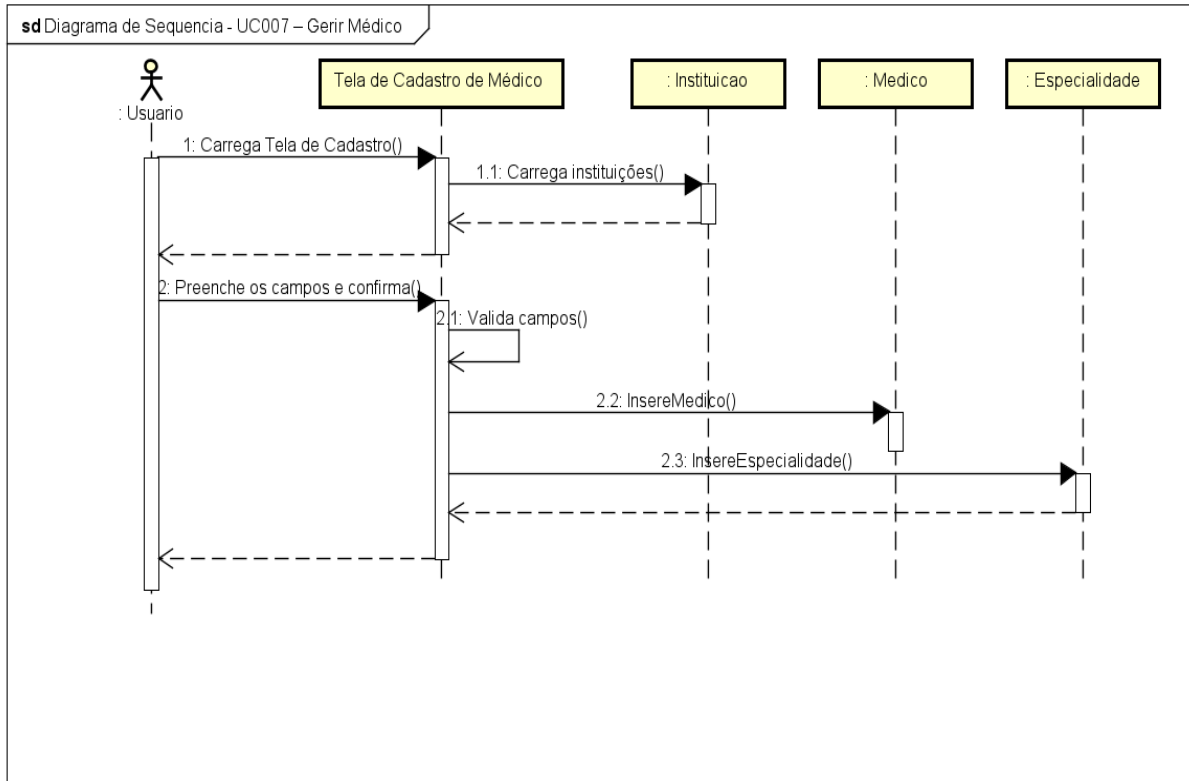 sd Diagrama de Sequencia - UC007 – Gerir Médico
: Usuario
Tela de Cadastro de Médico
: Instituicao
: Medico
: Especialidade
1: Carrega Tela de Cadastro()
1.1: Carrega instituições()
2: Preenche os campos e confirma()
2.1: Valida campos()
2.2: InsereMedico()
2.3: InsereEspecialidade()